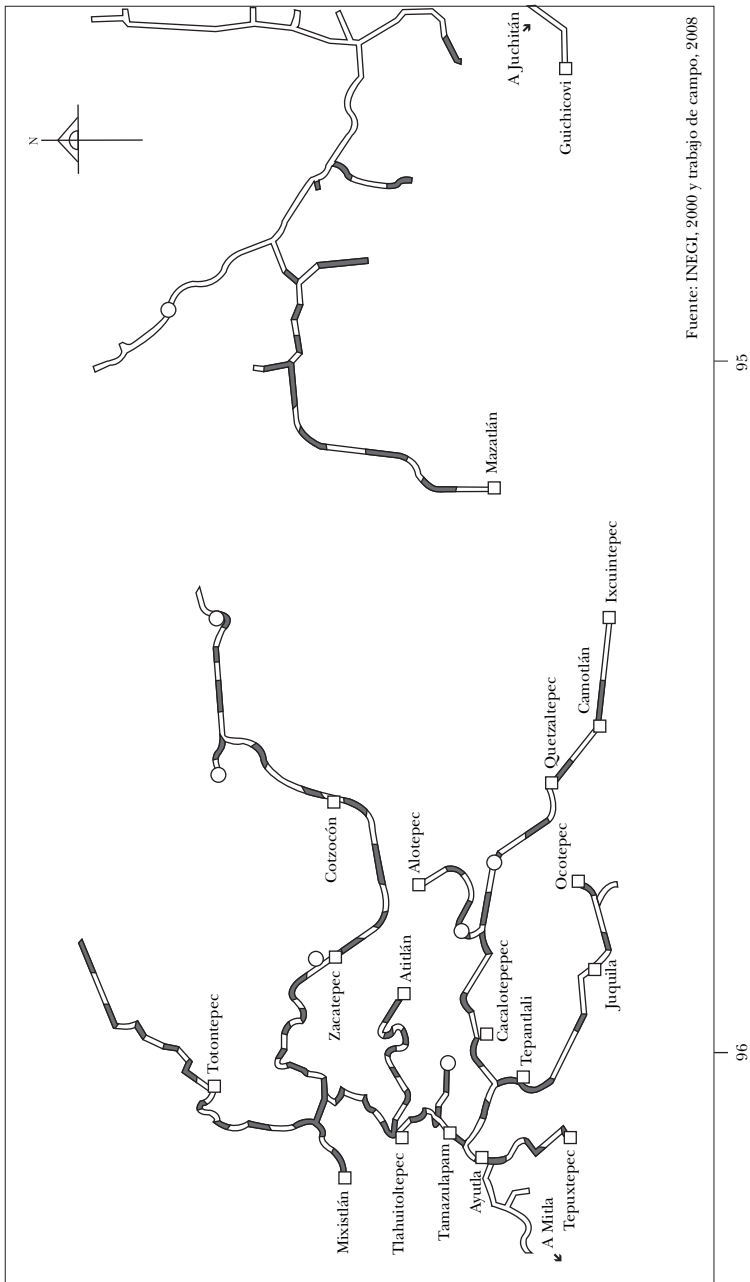 N
A Juchitán
Guichicovi
Mazatlán
Ixcuintepec
Camotlán
Quetzaltepec
Ocotepec
Alotepec
Cotzocón
Juquila
Zacatepec
Atitlán
Cacalotepepec
Tepantlali
Totontepec
Mixistlán
Tlahuitoltepec
Tamazulapam
Ayutla
Tepuxtepec
A Mitla
96
95
Fuente: INEGI, 2000 y trabajo de campo, 2008